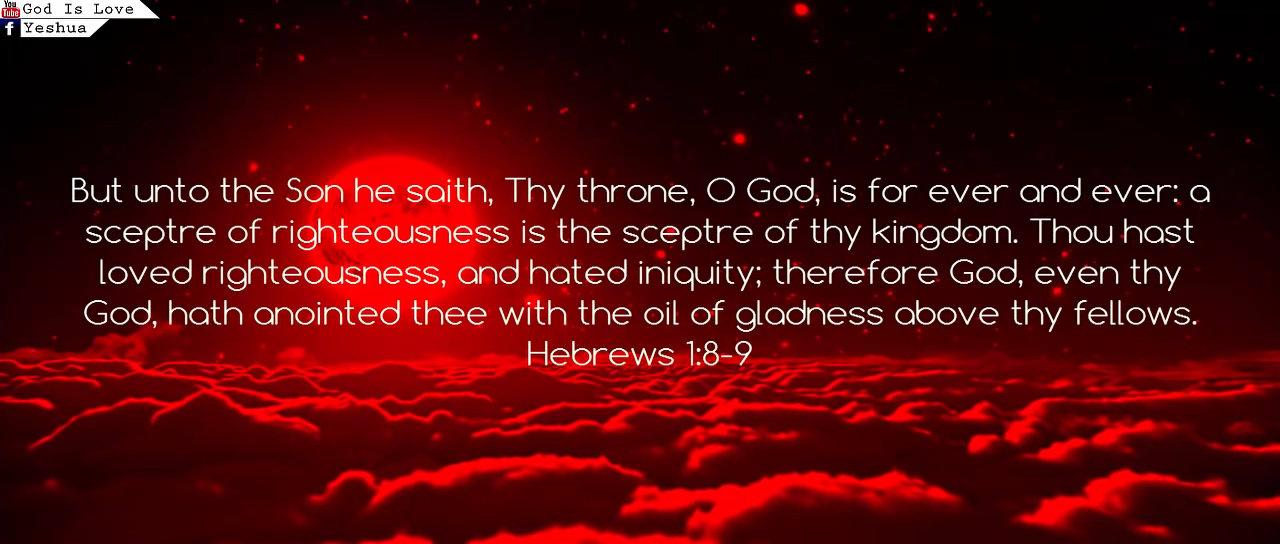 You
Tube
God Is Love
f
Yeshua
But unto the Son he saith, Thy throne, O God, is for ever and ever: a
sceptre of righteousness is the sceptre of thy kingdom. Thou hast
loved righteousness, and hated iniquity; therefore God, even thy
God, hath anointed thee with the oil of gladness above thy fellows.
Hebrews 1:8-9